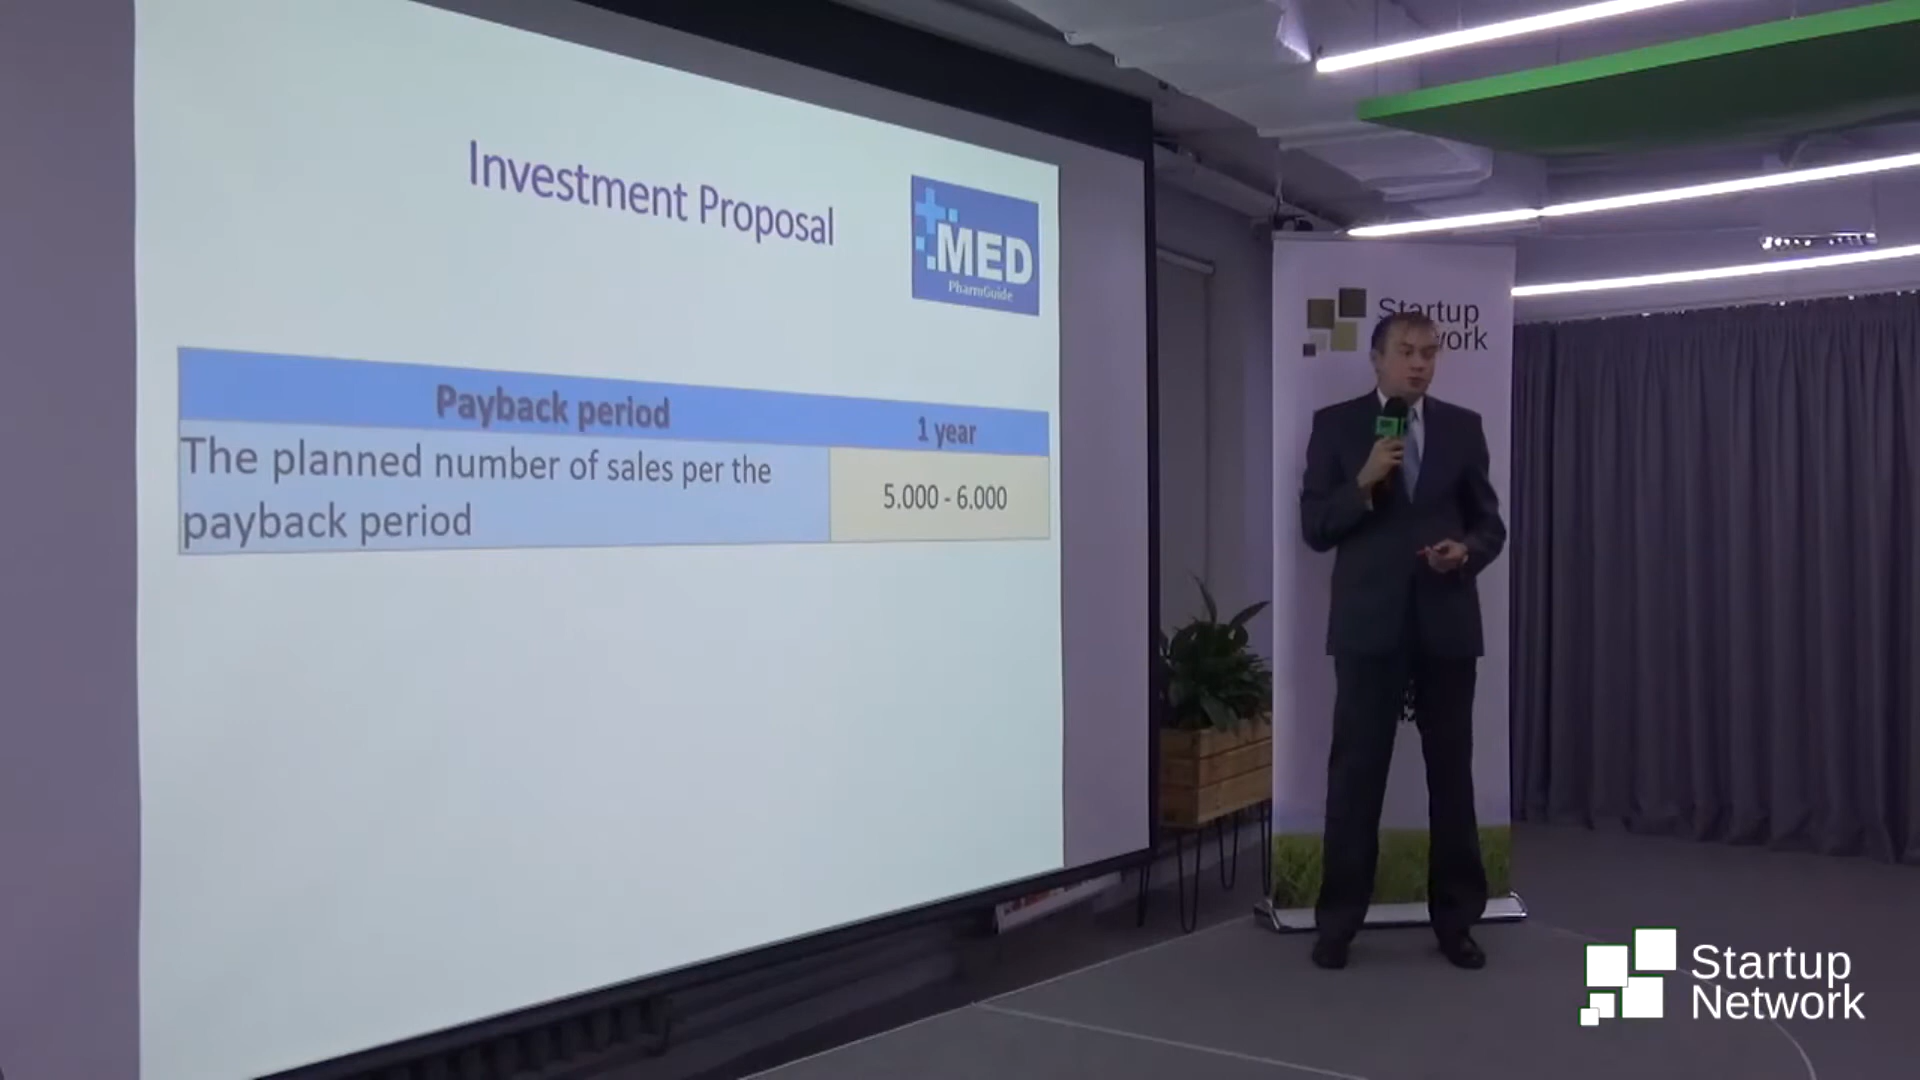 Investment Proposal
MED
PharmGuide
Payback period
1 year
The planned number of sales per the
payback period
5.000 - 6.000
Startup
work
Startup
Network